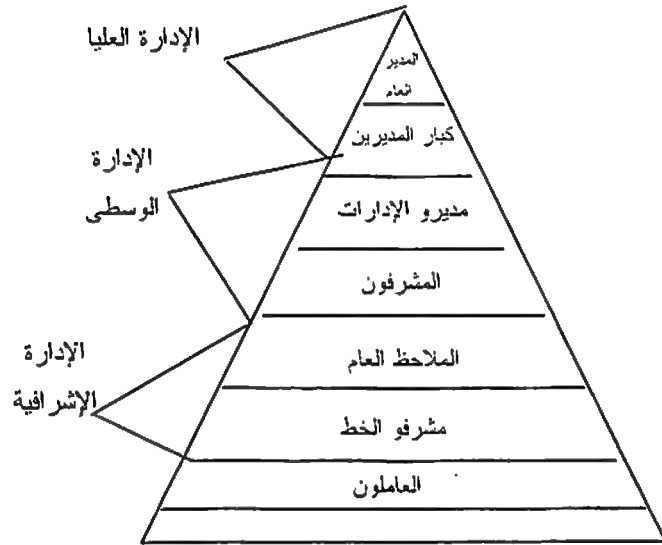 الإدارة العليا
المدير
العام
كبار المديرين
الإدارة
الوسطى
مديرو الإدارات
المشرفون
الإدارة
الإشرافية
الملاحظ العام
مشرفو الخط
العاملون